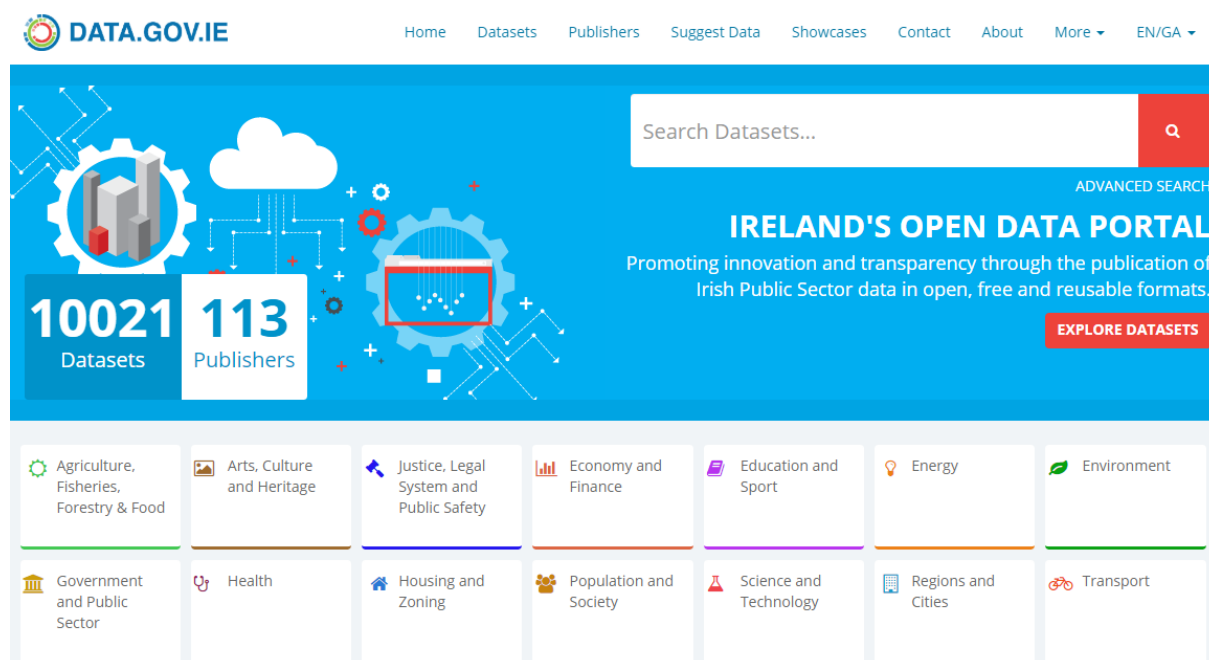 DATA.GOV.IE
Home Datasets Publishers Suggest Data Showcases Contact About More EN/GA
Search Datasets...
ADVANCED SEARCH
IRELAND'S OPEN DATA PORTAL
Promoting innovation and transparency through the publication of
Irish Public Sector data in open, free and reusable formats.
EXPLORE DATASETS
10021
Datasets
113
Publishers
Agriculture,
Fisheries,
Forestry & Food
Arts, Culture
and Heritage
Justice, Legal
System and
Public Safety
Economy and
Finance
Education and
Sport
Energy
Environment
Government
and Public
Sector
Health
Housing and
Zoning
Population and
Society
Science and
Technology
Regions and
Cities
Transport